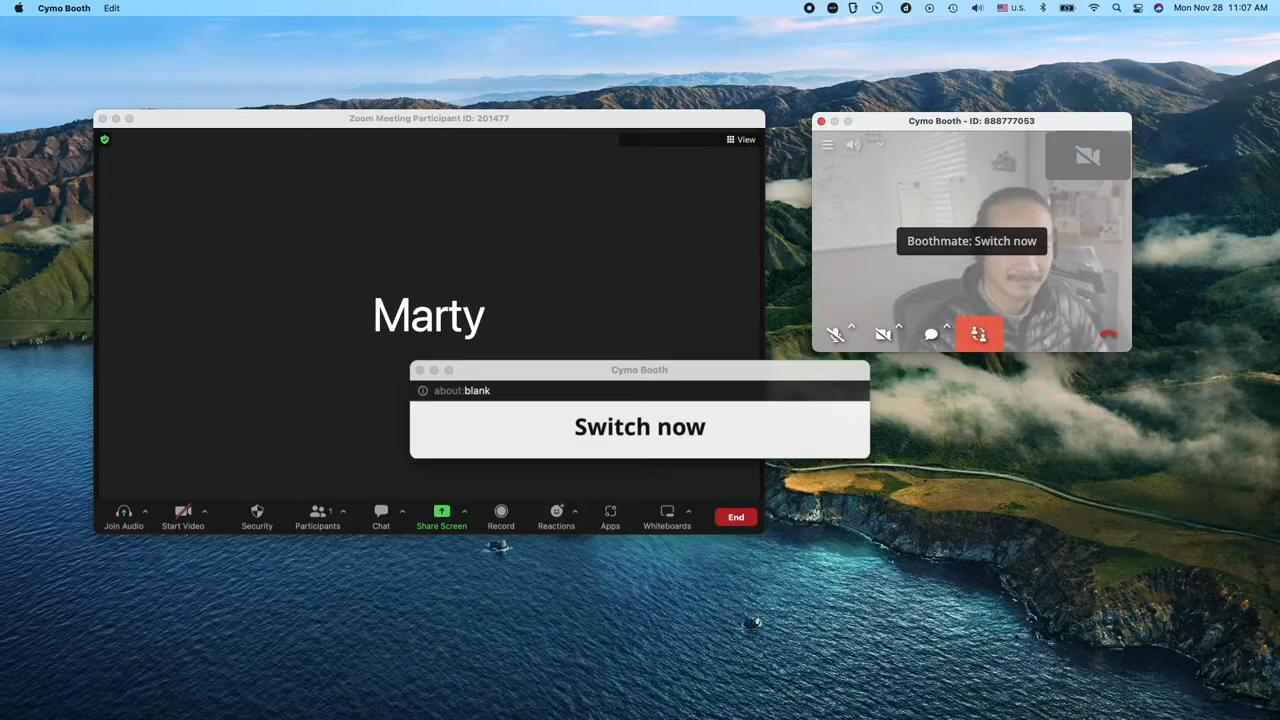 Cymo Booth Edit
U.S. Mon Nov 28 11:07 AM
Zoom Meeting Participant ID: 201477
View
Marty
Cymo Booth - ID: 888777053
Boothmate: Switch now
Cymo Booth
about:blank
Switch now
Join Audio Start Video Security Participants 1 Chat Share Screen Record Reactions Apps Whiteboards End